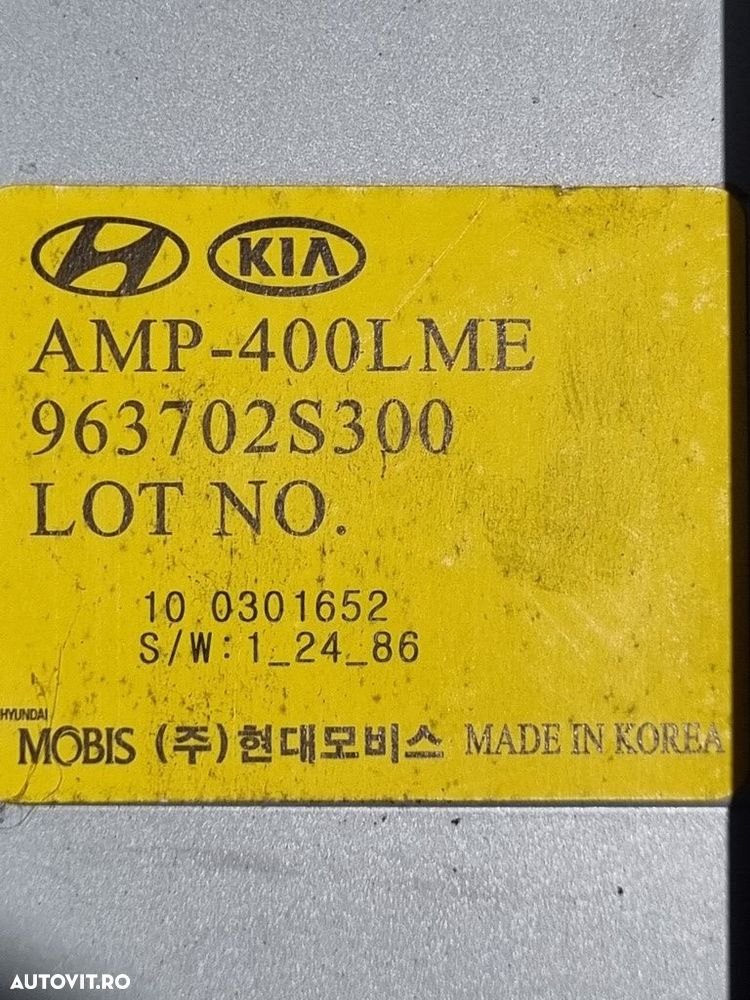 KIA
AMP-400LME
963702S300
LOT NO.
10 0301652
S/W:1_24_86
HYUNDAI
MOBIS (주)현대모비스 MADE IN KOREA
AUTOVIT.RO